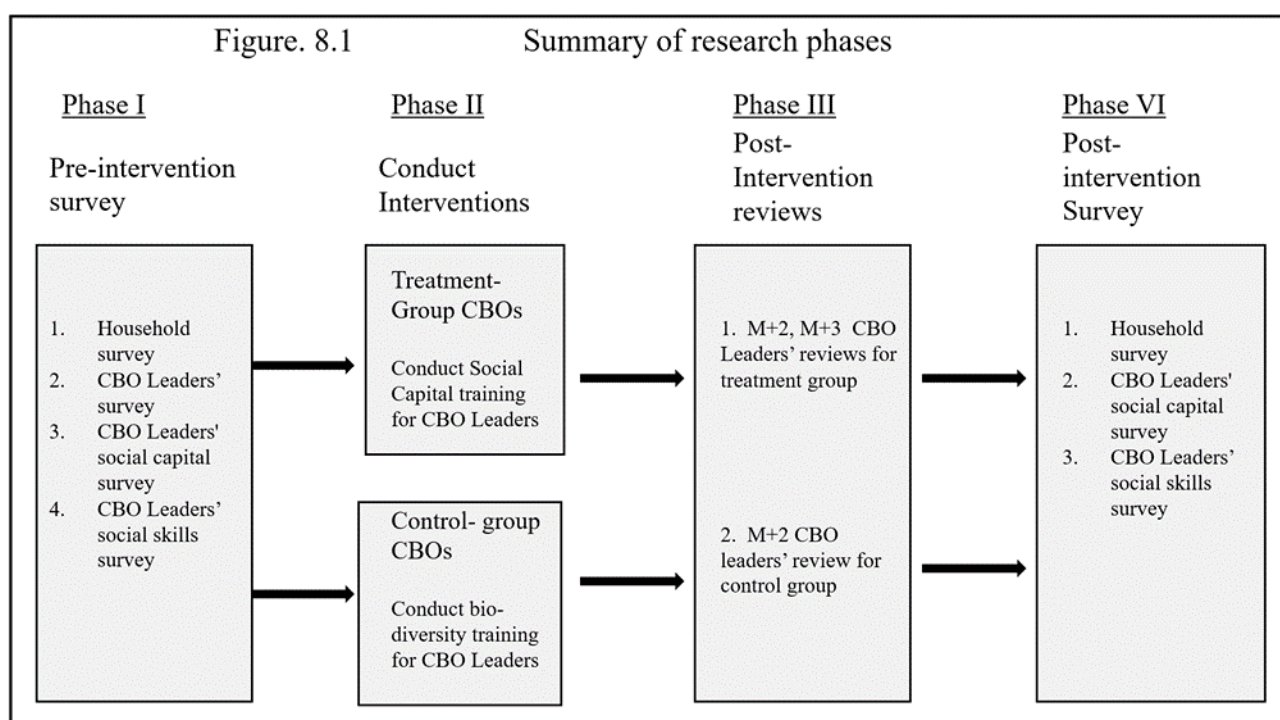 Figure. 8.1 Summary of research phases
Phase I
Pre-intervention
survey
1. Household
survey
2. CBO Leaders’
survey
3. CBO Leaders'
social capital
survey
4. CBO Leaders’
social skills
survey
Phase II
Conduct
Interventions
Treatment-
Group CBOs
Conduct Social
Capital training
for CBO Leaders
Control- group
CBOs
Conduct bio-
diversity training
for CBO Leaders
Phase III
Post-
Intervention
reviews
1. M+2, M+3 CBO
Leaders’ reviews for
treatment group
2. M+2 CBO
leaders’ review for
control group
Phase VI
Post-
intervention
Survey
1. Household
survey
2. CBO Leaders'
social capital
survey
3. CBO Leaders’
social skills
survey